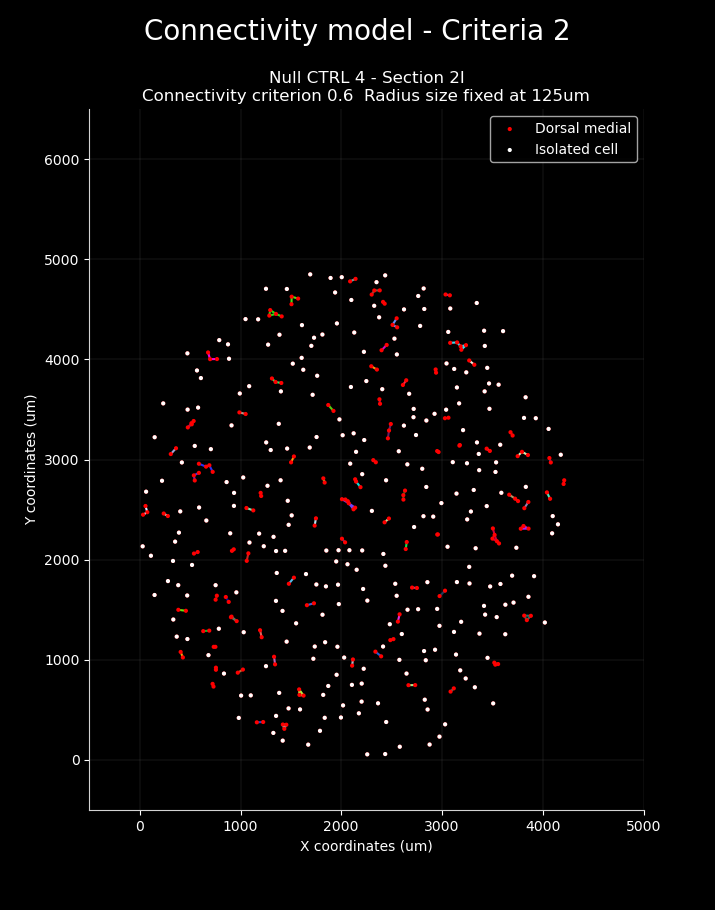 Connectivity model - Criteria 2
Null CTRL 4 - Section 2l
Connectivity criterion 0.6  Radius size fixed at 125um
Dorsal medial
Isolated cell
6000
5000
4000
3000
2000
1000
0
Y coordinates (um)
0 1000 2000 3000 4000 5000
X coordinates (um)